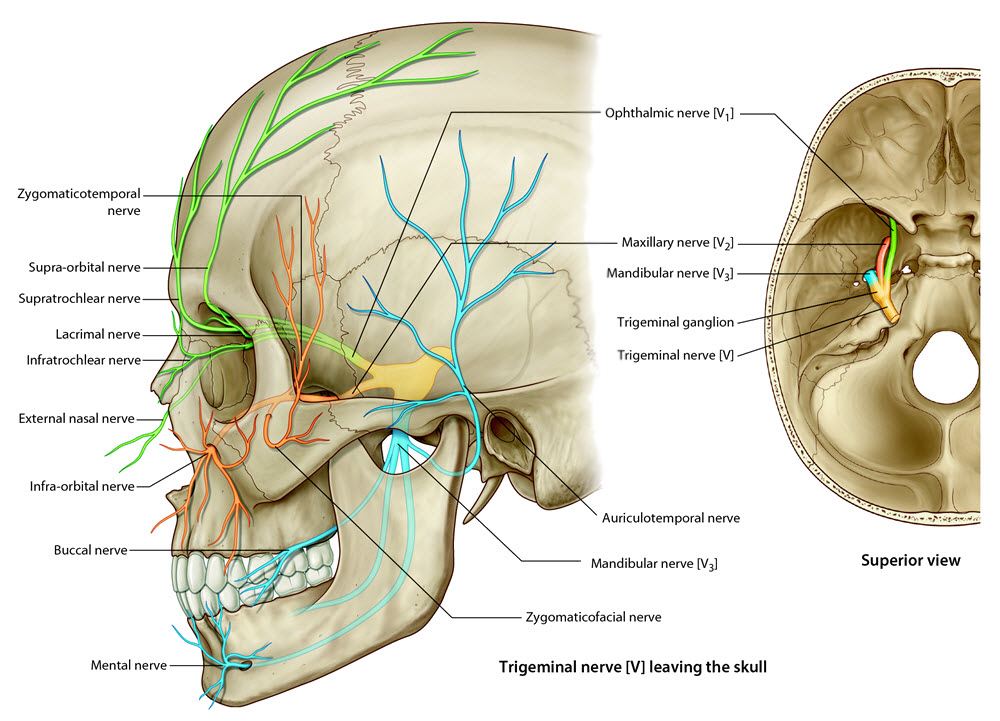 Ophthalmic nerve [V₁]
Zygomaticotemporal
nerve
Maxillary nerve [V₂]
Supra-orbital nerve
Mandibular nerve [V₃]
Supratrochlear nerve
Trigeminal ganglion
Lacrimal nerve
Trigeminal nerve [V]
Infratrochlear nerve
External nasal nerve
Infra-orbital nerve
Auriculotemporal nerve
Buccal nerve
Mandibular nerve [V₃]
Superior view
Zygomaticofacial nerve
Mental nerve
Trigeminal nerve [V] leaving the skull